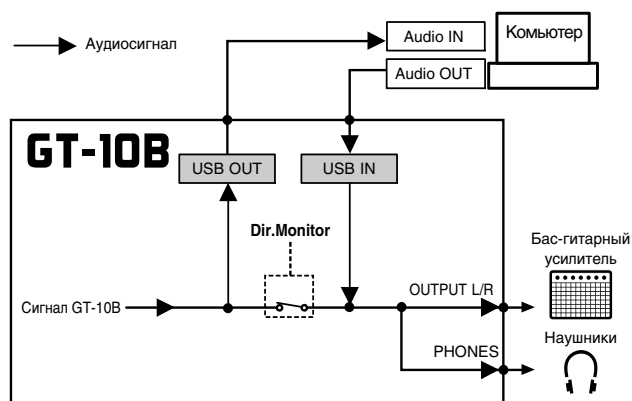 Аудиосигнал
Audio IN
Комьютер
Audio OUT
GT-10B
USB OUT
USB IN
Dir.Monitor
Бас-гитарный
усилитель
Сигнал GT-10B
OUTPUT L/R
Наушники
PHONES